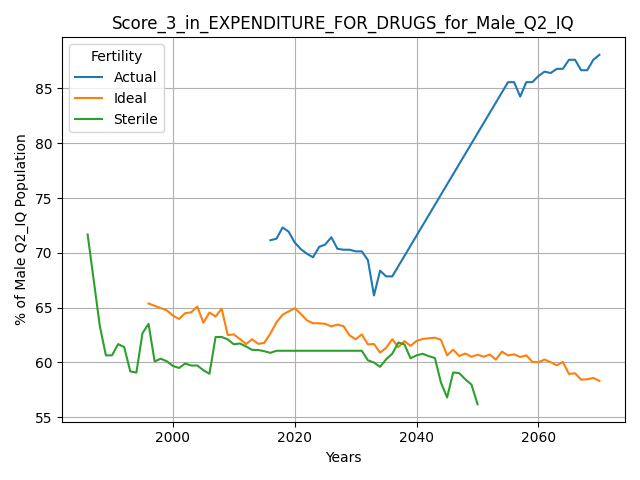 Score_3_in_EXPENDITURE_FOR_DRUGS_for_Male_Q2_IQ
Fertility
Actual
Ideal
Sterile
% of Male Q2_IQ Population
85
80
75
70
65
60
55
2000
2020
2040
2060
Years